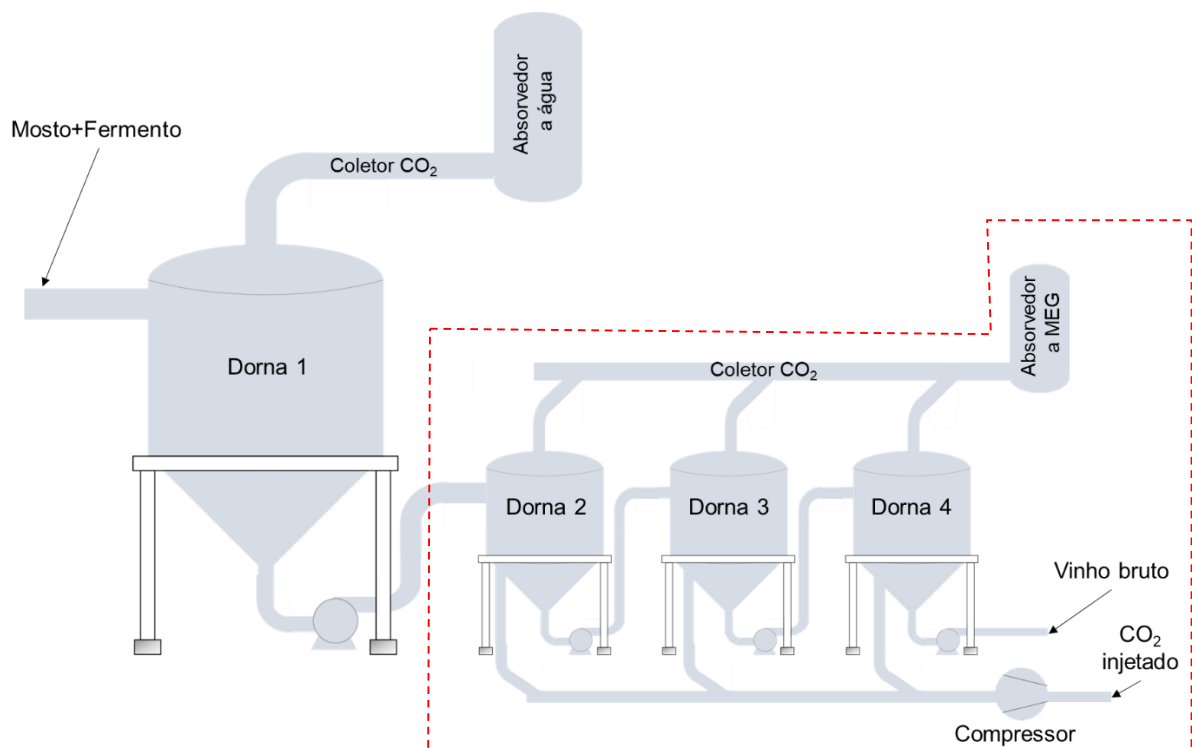 Absorvedor
a água
Mosto+Fermento
Coletor CO₂
Dorna 1
Absorvedor
a MEG
Coletor CO₂
Dorna 2
Dorna 3
Dorna 4
Vinho bruto
CO₂
injetado
Compressor